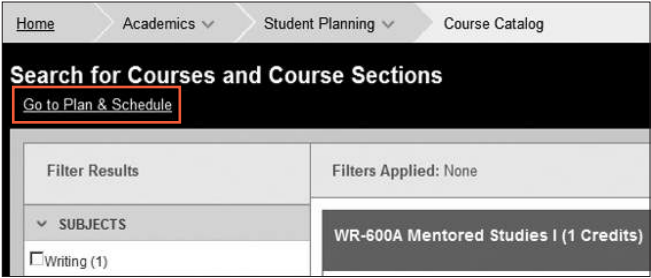 Home Academics Student Planning Course Catalog
Search for Courses and Course Sections
Go to Plan & Schedule
Filter Results
Filters Applied: None
SUBJECTS
WR-600A Mentored Studies I (1 Credits)
Writing (1)